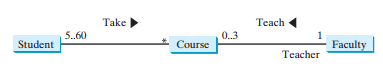 Take ▶ Teach ◀
5..60 * 0..3 1
Student Course Faculty
Teacher